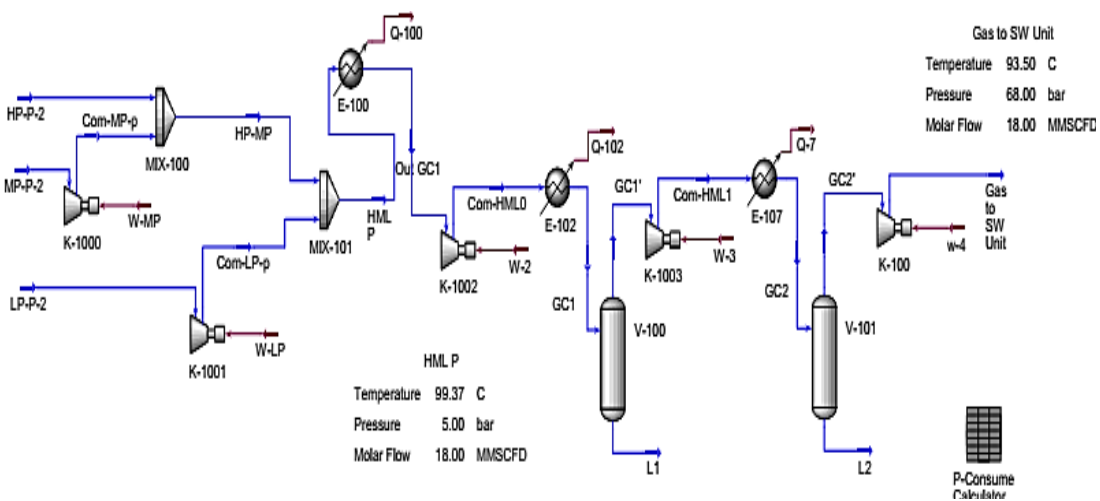 Q-100
Gas to SW Unit
Temperature 93.50 C
Pressure 68.00 bar
Molar Flow 18.00 MMSCFD
E-100
HP-P-2
Com-MP-p
MIX-100
HP-MP
Q-102
Q-7
MP-P-2
Out GC1
W-MP
K-1000
MIX-101
HML
P
Com-HML0
E-102
GC1'
Com-HML1
E-107
GC2'
Gas
to
SW
Unit
Com-LP-p
W-2
K-1002
W-3
K-1003
w-4
K-100
LP-P-2
GC1
GC2
W-LP
K-1001
V-100
V-101
HML P
Temperature 99.37 C
Pressure 5.00 bar
Molar Flow 18.00 MMSCFD
L1
L2
P-Consume
Calculator